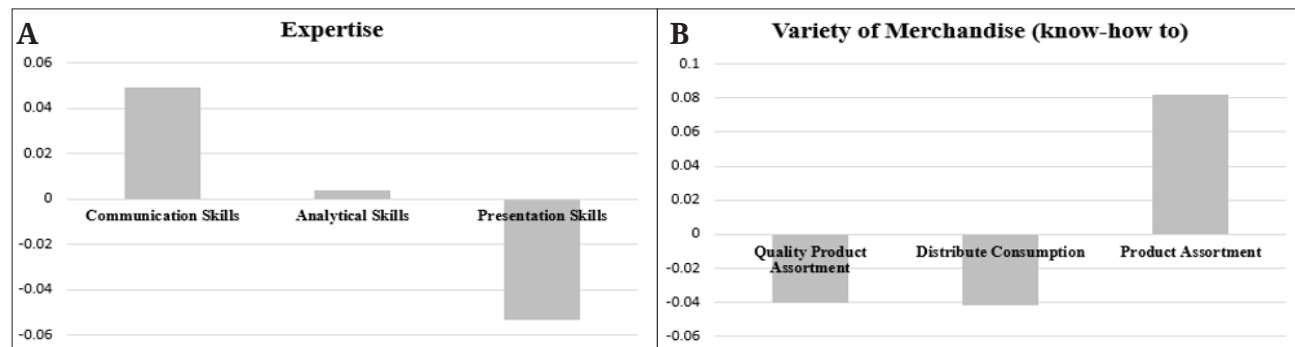 A
Expertise
0.06
0.04
0.02
0
-0.02
-0.04
-0.06
Communication Skills
Analytical Skills
Presentation Skills
B
Variety of Merchandise (know-how to)
0.1
0.08
0.06
0.04
0.02
0
-0.02
-0.04
-0.06
Quality Product
Assortment
Distribute Consumption
Product Assortment